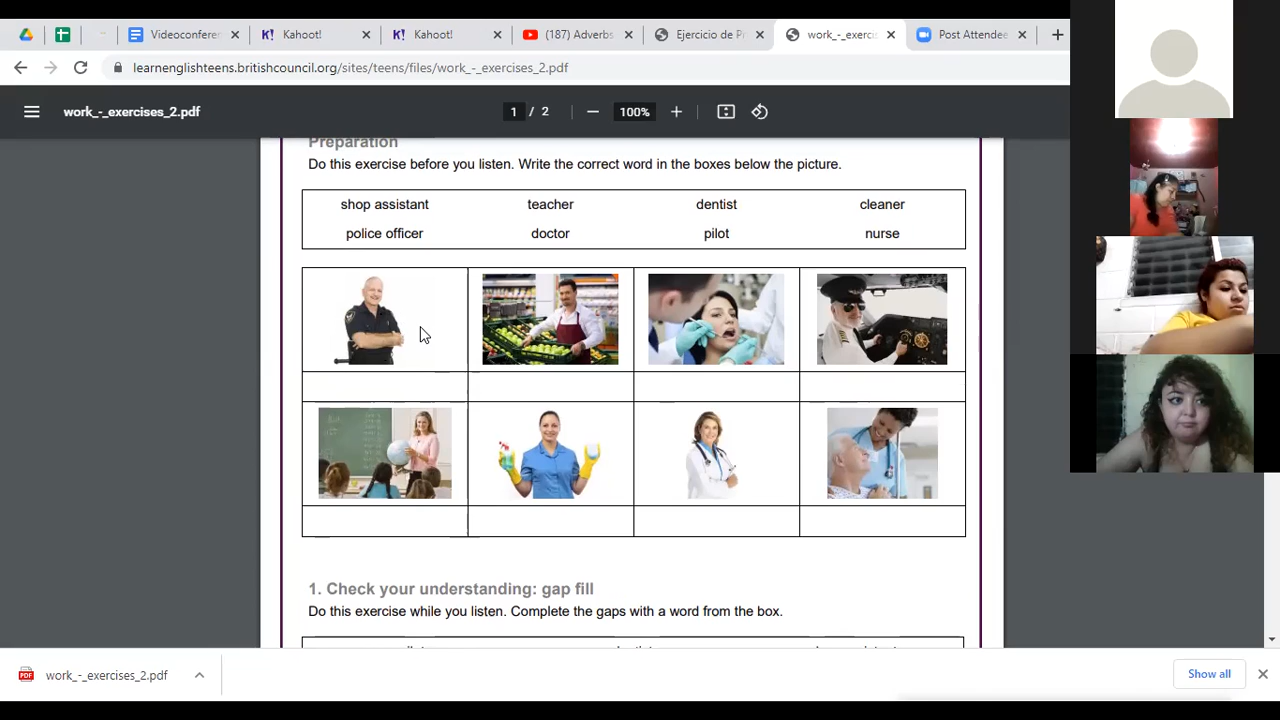 Videoconferen
Kahoot!
Kahoot!
(187) Adverbs
Ejercicio de Pr
work_-_exerci
Post Attendee
learnenglishteens.britishcouncil.org/sites/teens/files/work_-_exercises_2.pdf
work_-_exercises_2.pdf
1 / 2
100%
Preparation
Do this exercise before you listen. Write the correct word in the boxes below the picture.
shop assistant teacher dentist cleaner
police officer doctor pilot nurse
1. Check your understanding: gap fill
Do this exercise while you listen. Complete the gaps with a word from the box.
PDF
work_-_exercises_2.pdf
Show all